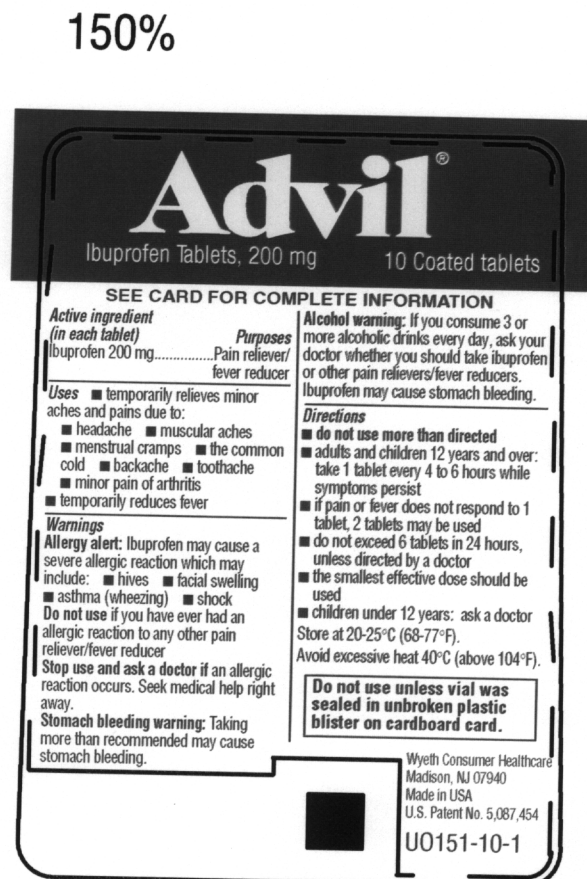 150%
Advil®
Ibuprofen Tablets, 200 mg 10 Coated tablets
SEE CARD FOR COMPLETE INFORMATION
Active ingredient
(in each tablet) Purposes
Ibuprofen 200 mg...............Pain reliever/
fever reducer
Uses ■ temporarily relieves minor
aches and pains due to:
■ headache ■ muscular aches
■ menstrual cramps ■ the common
cold ■ backache ■ toothache
■ minor pain of arthritis
■ temporarily reduces fever
Warnings
Allergy alert: Ibuprofen may cause a
severe allergic reaction which may
include: ■ hives ■ facial swelling
■ asthma (wheezing) ■ shock
Do not use if you have ever had an
allergic reaction to any other pain
reliever/fever reducer
Stop use and ask a doctor if an allergic
reaction occurs. Seek medical help right
away.
Stomach bleeding warning: Taking
more than recommended may cause
stomach bleeding.
Alcohol warning: If you consume 3 or
more alcoholic drinks every day, ask your
doctor whether you should take ibuprofen
or other pain relievers/fever reducers.
Ibuprofen may cause stomach bleeding.
Directions
■ do not use more than directed
■ adults and children 12 years and over:
take 1 tablet every 4 to 6 hours while
symptoms persist
■ if pain or fever does not respond to 1
tablet, 2 tablets may be used
■ do not exceed 6 tablets in 24 hours,
unless directed by a doctor
■ the smallest effective dose should be
used
■ children under 12 years: ask a doctor
Store at 20-25°C (68-77°F).
Avoid excessive heat 40°C (above 104°F).
Do not use unless vial was
sealed in unbroken plastic
blister on cardboard card.
Wyeth Consumer Healthcare
Madison, NJ 07940
Made in USA
U.S. Patent No. 5,087,454
UO151-10-1